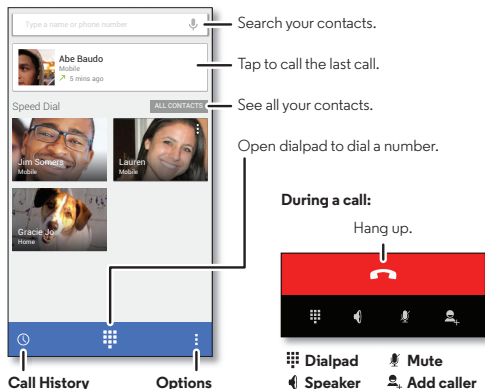 Type a name or phone number
Search your contacts.
Abe Baudo
Mobile
5 mins ago
Tap to call the last call.
Speed Dial
ALL CONTACTS
See all your contacts.
Open dialpad to dial a number.
Jim Somers
Mobile
Lauren
Mobile
Gracie Jo
Home
During a call:
Hang up.
Dialpad
Mute
Speaker
Add caller
Call History
Options